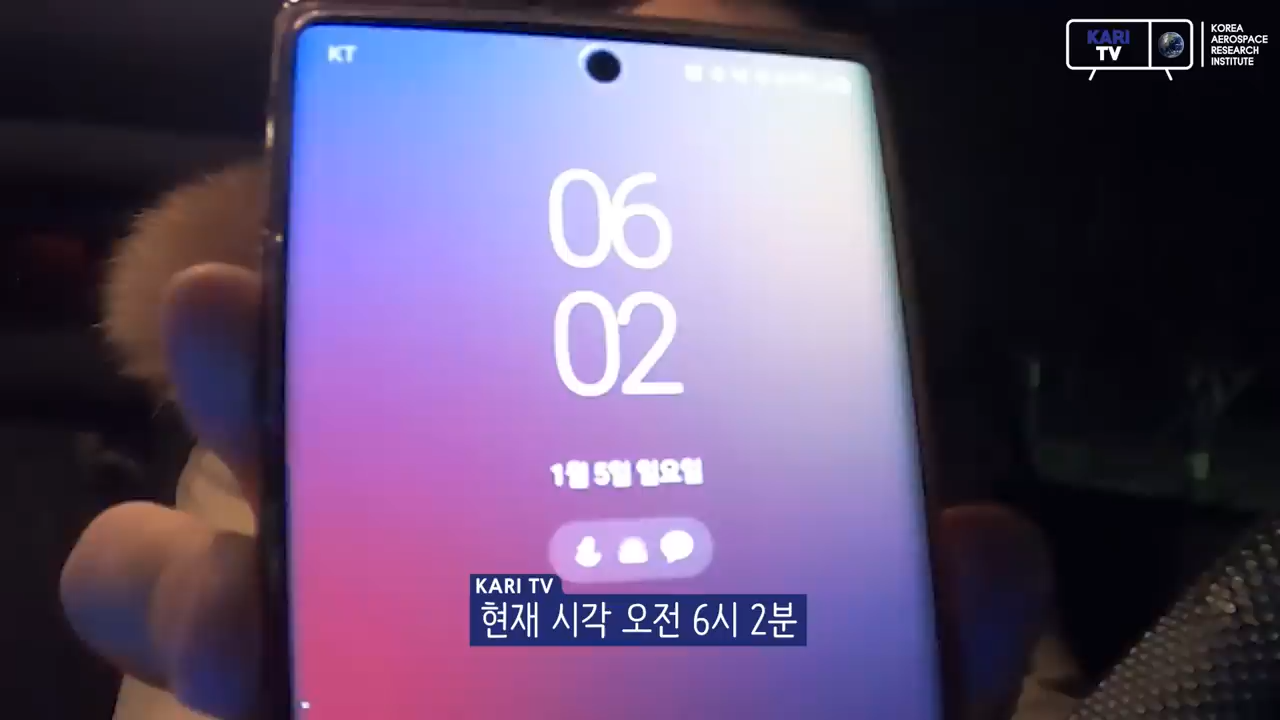 KT
KARI
TV
KOREA
AEROSPACE
RESEARCH
INSTITUTE
06
02
1월 5일 일요일
KARI TV
현재 시각 오전 6시 2분